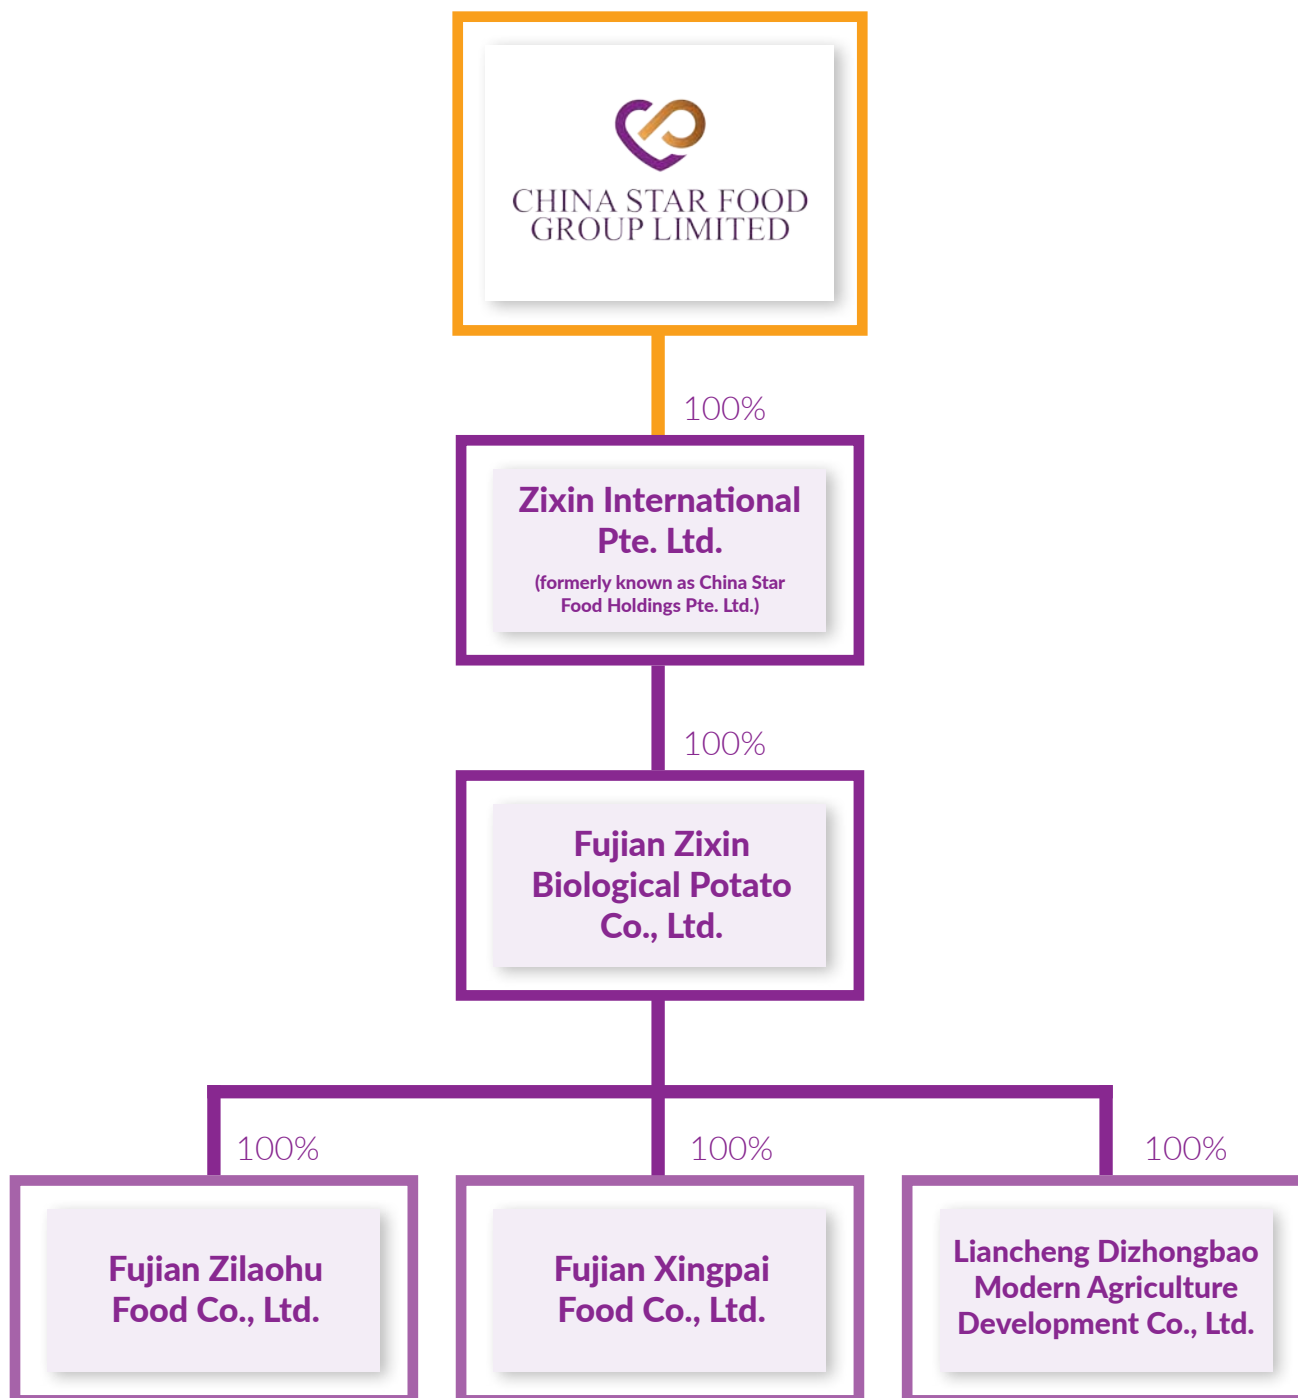 CHINA STAR FOOD
GROUP LIMITED
100%
Zixin International
Pte. Ltd.
(formerly known as China Star
Food Holdings Pte. Ltd.)
100%
Fujian Zixin
Biological Potato
Co., Ltd.
100%
100%
100%
Fujian Zilaohu
Food Co., Ltd.
Fujian Xingpai
Food Co., Ltd.
Liancheng Dizhongbao
Modern Agriculture
Development Co., Ltd.